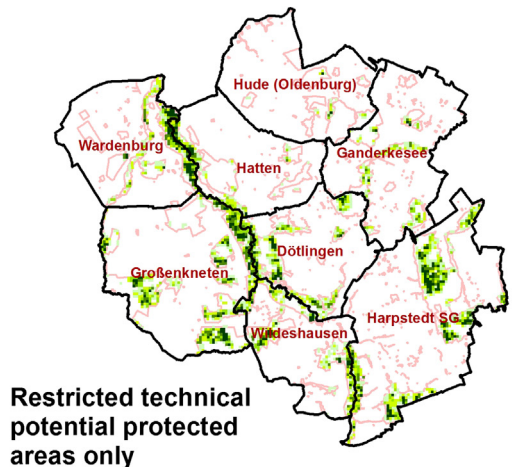 Hude (Oldenburg)
Wardenburg
Hatten
Ganderkesee
Dötlingen
Großenkneten
Harpstedt SG
Wildeshausen
Restricted technical
potential protected
areas only